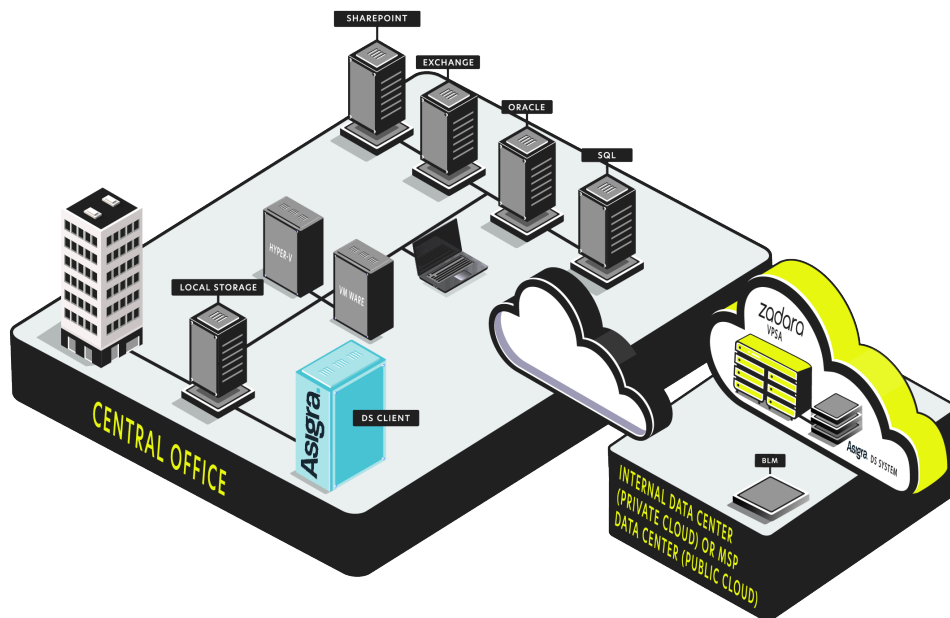 SHAREPOINT
EXCHANGE
ORACLE
SQL
HYPER-V
VM WARE
LOCAL STORAGE
Asigra
DS CLIENT
CENTRAL OFFICE
zadara
VPSA
Asigra. DS SYSTEM
BLM
INTERNAL DATA CENTER
(PRIVATE CLOUD) OR MSP
DATA CENTER (PUBLIC CLOUD)